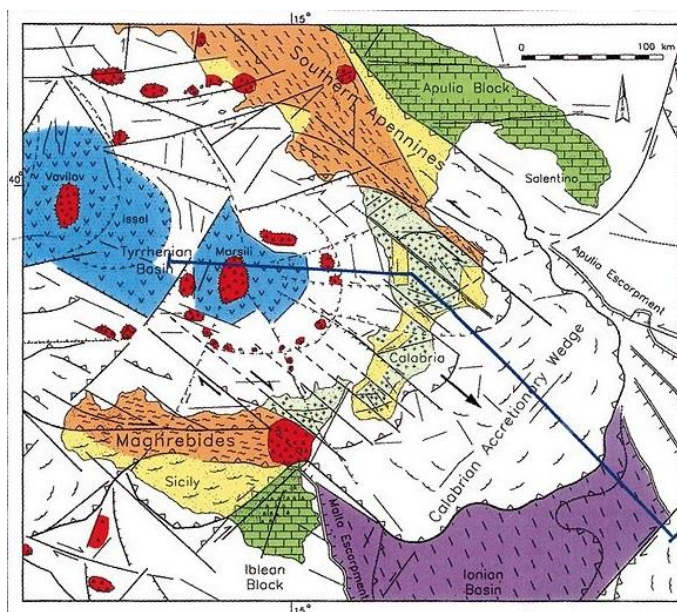 15°
0
100 km
Southern Apennines
Apulia Block
Salentino
40°
Vavilov
Issel
Tyrrhenian
Basin
Marsili
Apulia Escarpment
Calabria
Calabrian Accretionary Wedge
Maghrebides
Sicily
Malta Escarpment
Iblean
Block
Ionian
Basin
15°